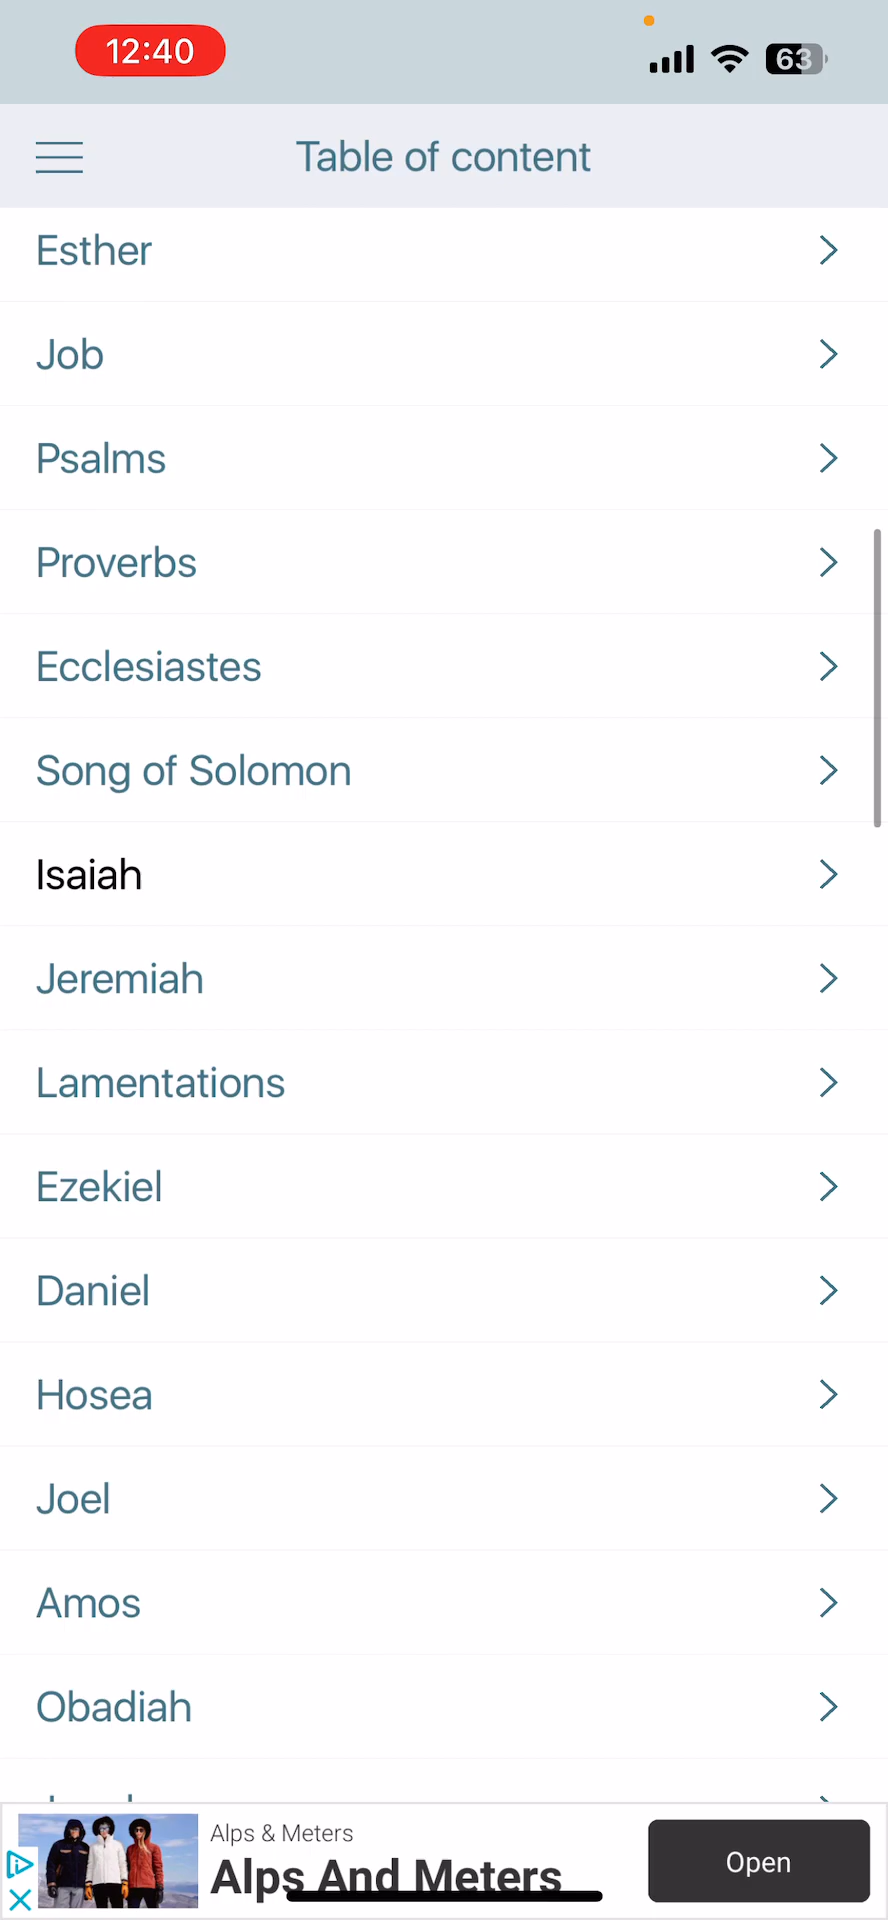 12:40
63
Table of content
Esther
Job
Psalms
Proverbs
Ecclesiastes
Song of Solomon
Isaiah
Jeremiah
Lamentations
Ezekiel
Daniel
Hosea
Joel
Amos
Obadiah
Alps & Meters
Alps And Meters
Open